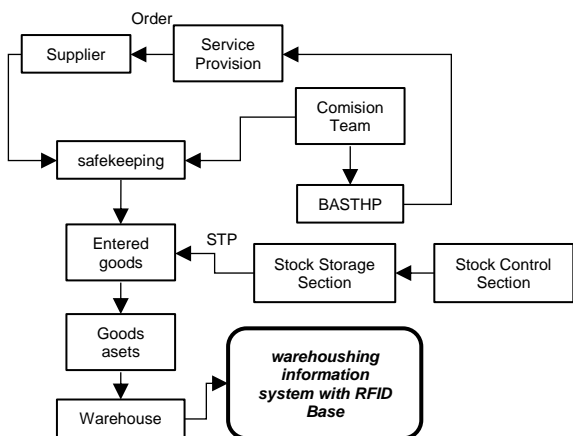 Order
Supplier
Service
Provision
Comision
Team
safekeeping
BASTHP
Entered
goods
STP
Stock Storage
Section
Stock Control
Section
Goods
asets
warehoushing
information
system with RFID
Base
Warehouse